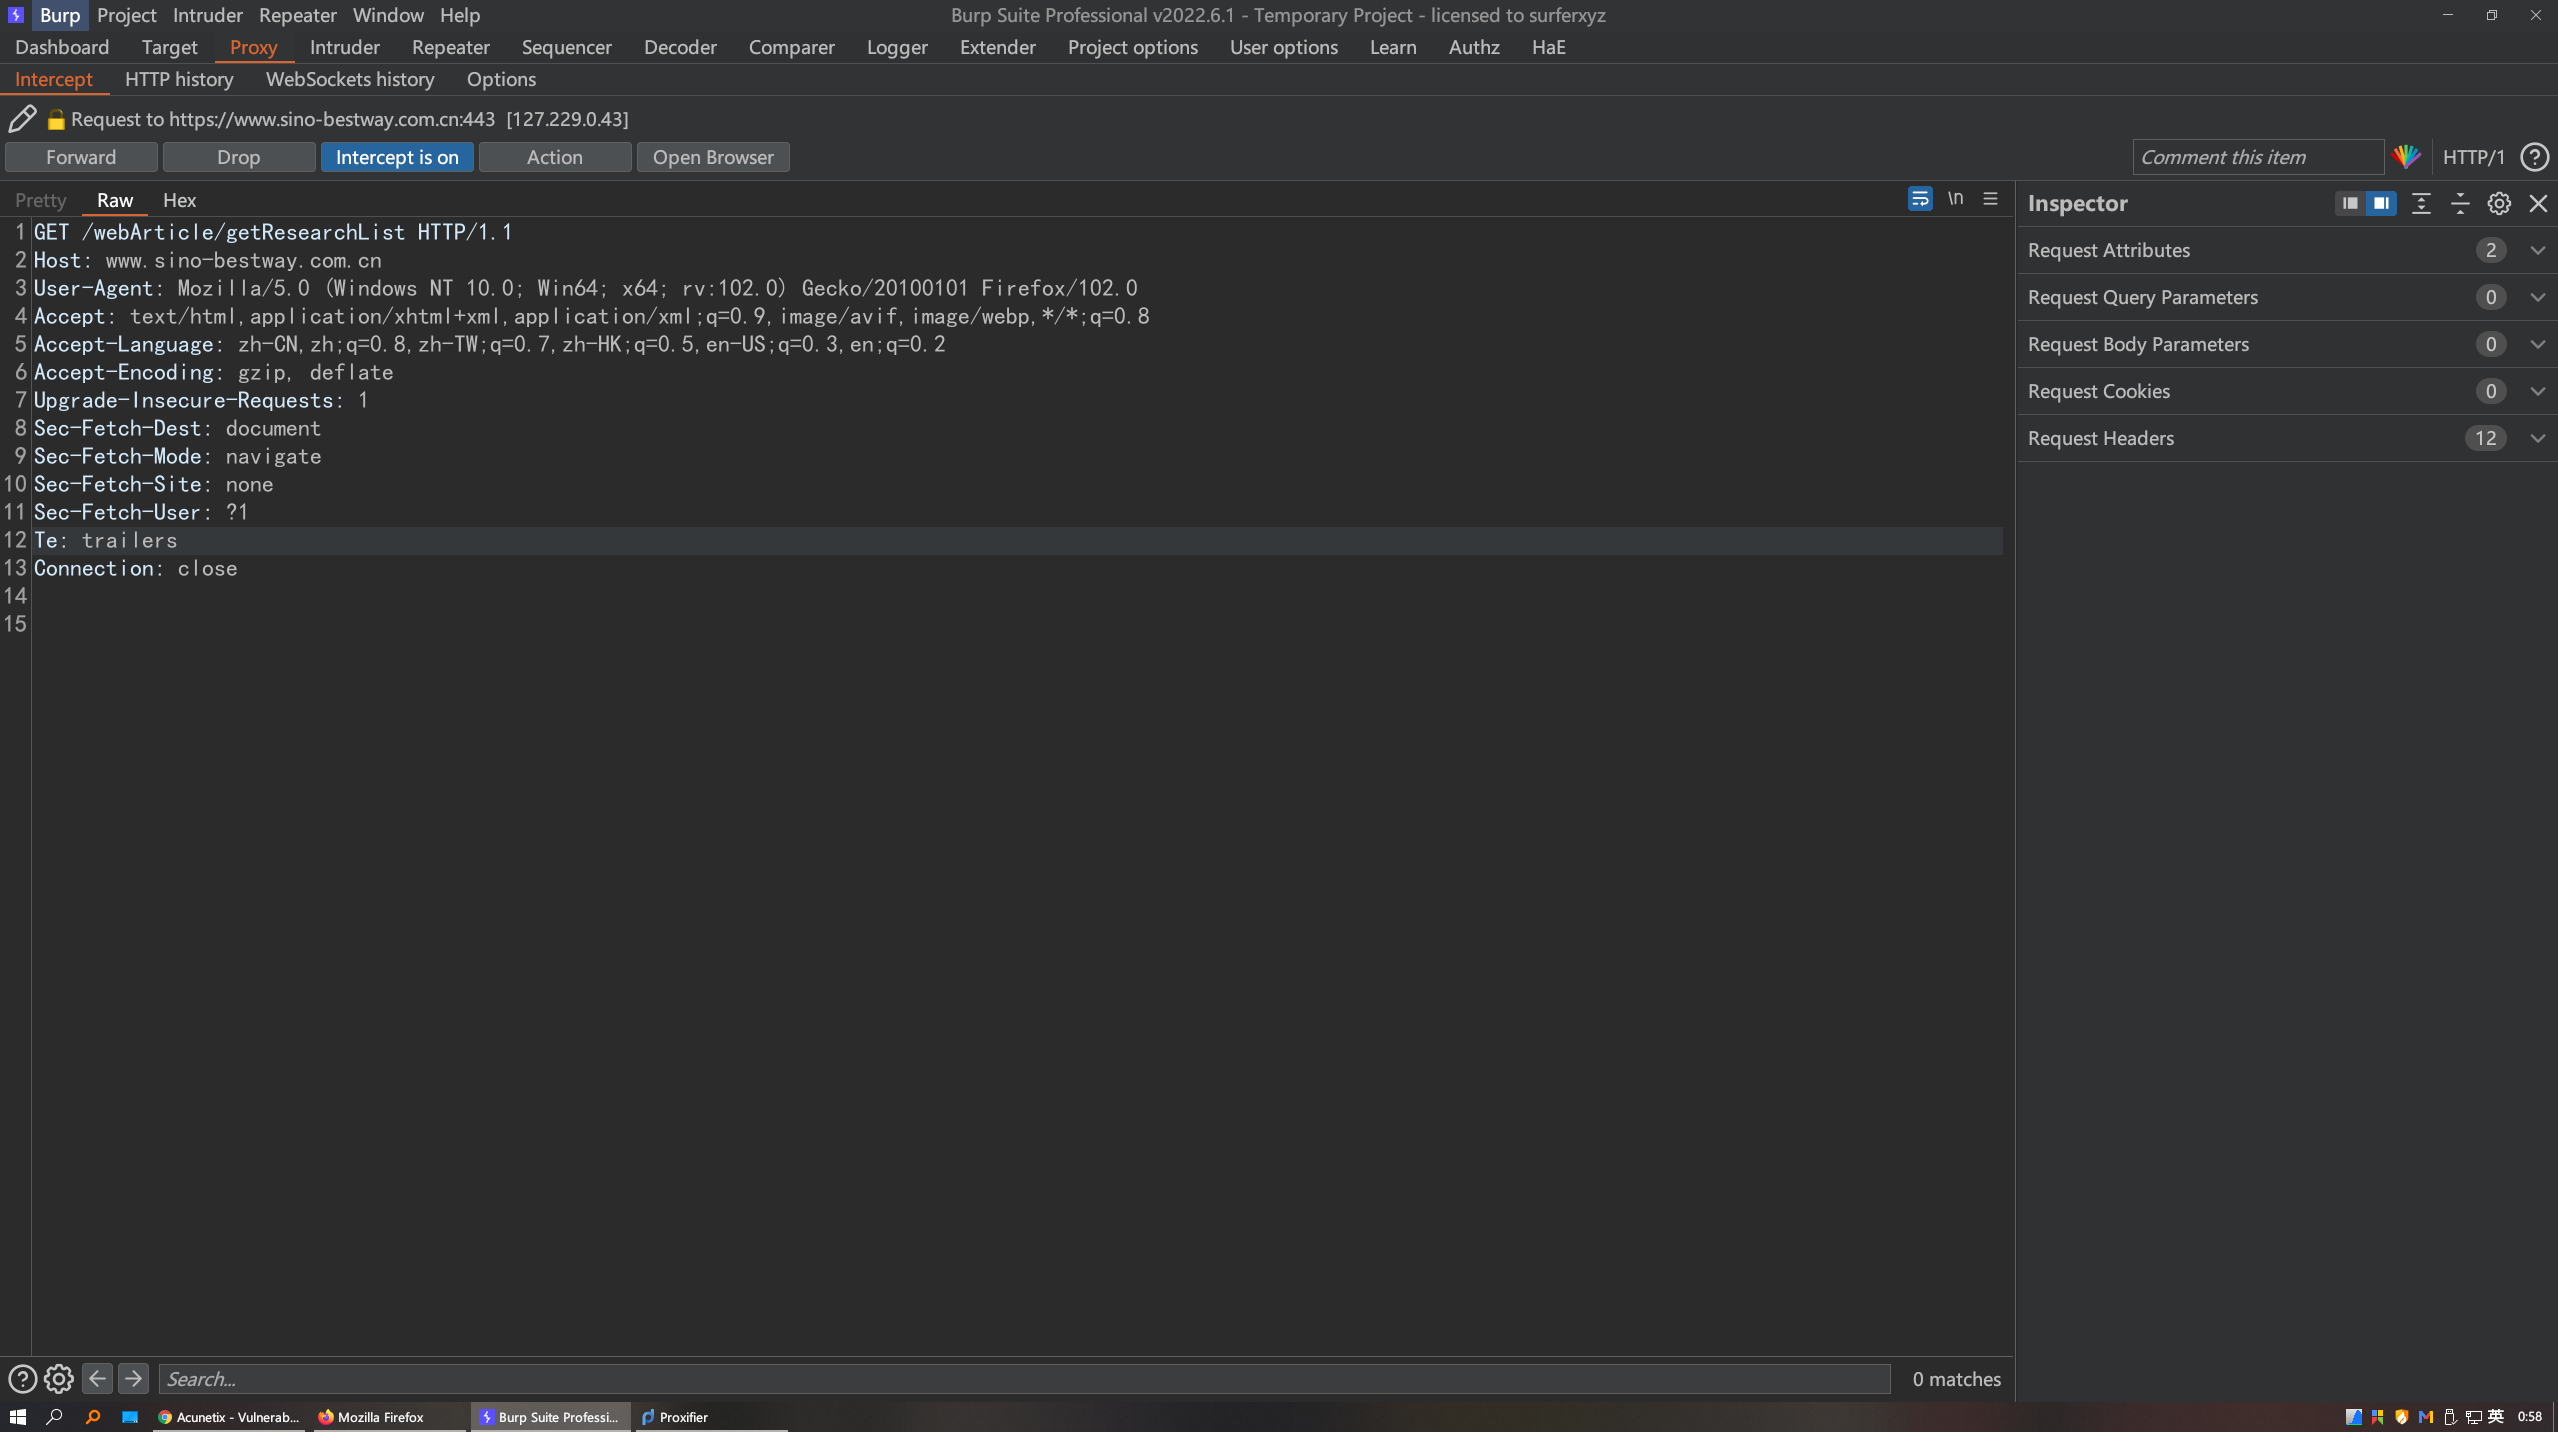 Burp Project Intruder Repeater Window Help Burp Suite Professional v2022.6.1 - Temporary Project - licensed to surferxyz
Dashboard Target Proxy Intruder Repeater Sequencer Decoder Comparer Logger Extender Project options User options Learn Authz HaE
Intercept HTTP history WebSockets history Options
Request to https://www.sino-bestway.com.cn:443 [127.229.0.43]
Forward Drop Intercept is on Action Open Browser Comment this item HTTP/1 ?
Pretty Raw Hex \n
Inspector
1 GET /webArticle/getResearchList HTTP/1.1
2 Host: www.sino-bestway.com.cn
3 User-Agent: Mozilla/5.0 (Windows NT 10.0; Win64; x64; rv:102.0) Gecko/20100101 Firefox/102.0
4 Accept: text/html,application/xhtml+xml,application/xml;q=0.9,image/avif,image/webp,*/*;q=0.8
5 Accept-Language: zh-CN,zh;q=0.8,zh-TW;q=0.7,zh-HK;q=0.5,en-US;q=0.3,en;q=0.2
6 Accept-Encoding: gzip, deflate
7 Upgrade-Insecure-Requests: 1
8 Sec-Fetch-Dest: document
9 Sec-Fetch-Mode: navigate
10 Sec-Fetch-Site: none
11 Sec-Fetch-User: ?1
12 Te: trailers
13 Connection: close
14
15
Request Attributes 2
Request Query Parameters 0
Request Body Parameters 0
Request Cookies 0
Request Headers 12
? Search... 0 matches
Acunetix - Vulnerab... Mozilla Firefox Burp Suite Professi... Proxifier 英 0:58